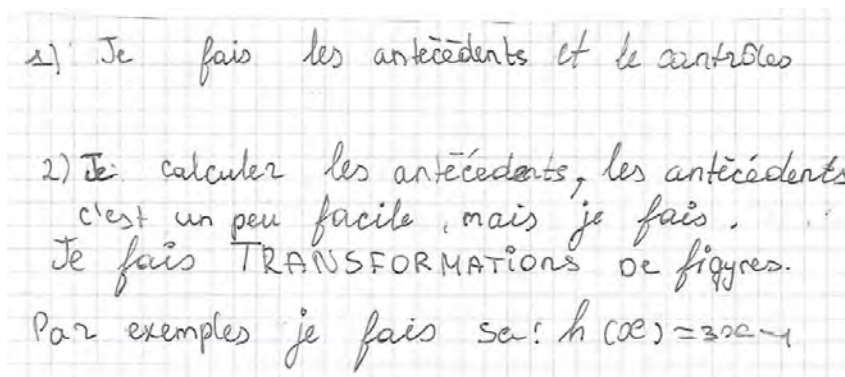 1) Je fais les antécédents et le contrôles
2) Je calculer les antécédents, les antécédents
c'est un peu facile, mais je fais.
Je fais TRANSFORMATIONS DE figyres.
Par exemples je fais sa: h(x)=3x-1